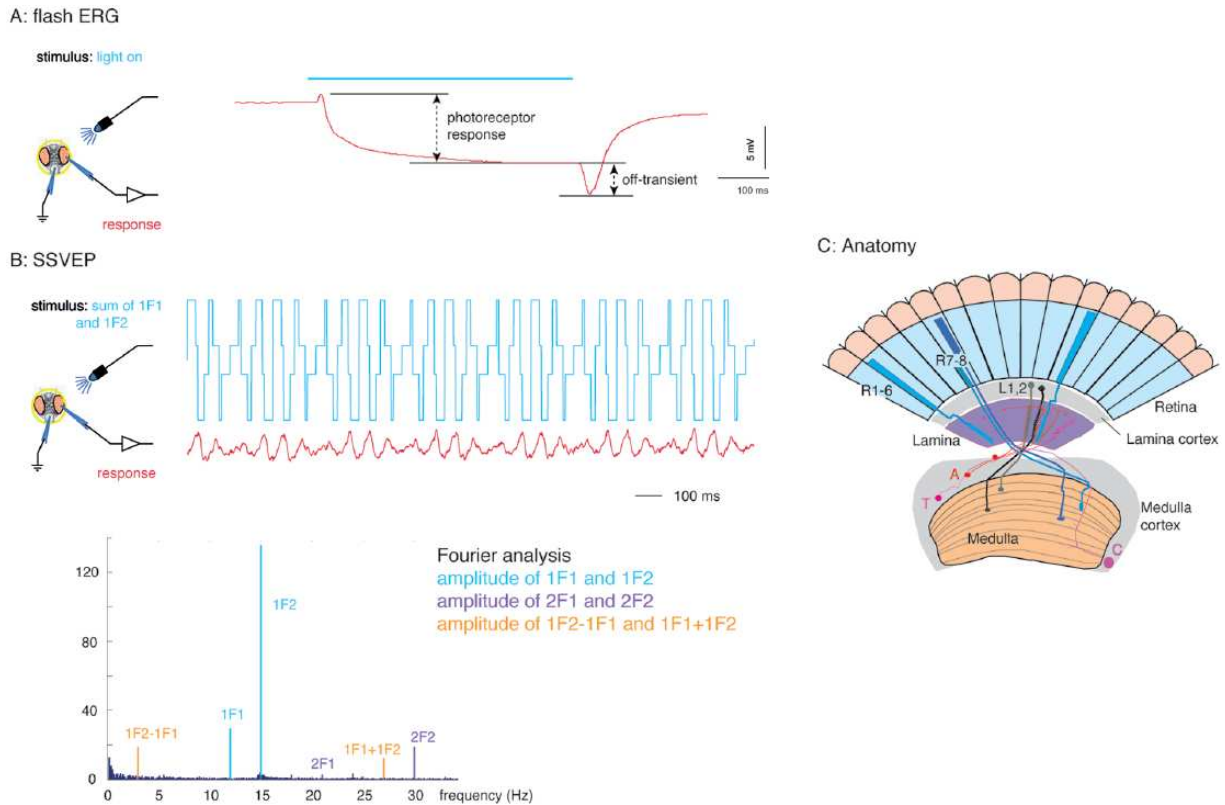 A: flash ERG
stimulus: light on
photoreceptor
response
off-transient
5 mV
100 ms
response
B: SSVEP
stimulus: sum of 1F1
and 1F2
response
100 ms
C: Anatomy
R7-8
R1-6
L1,2
Retina
Lamina
Lamina cortex
A
T
Medulla
cortex
Medulla
C
Fourier analysis
amplitude of 1F1 and 1F2
amplitude of 2F1 and 2F2
amplitude of 1F2-1F1 and 1F1+1F2
120
80
40
0
1F2
1F1
1F2-1F1
2F1
1F1+1F2
2F2
0 5 10 15 20 25 30 frequency (Hz)